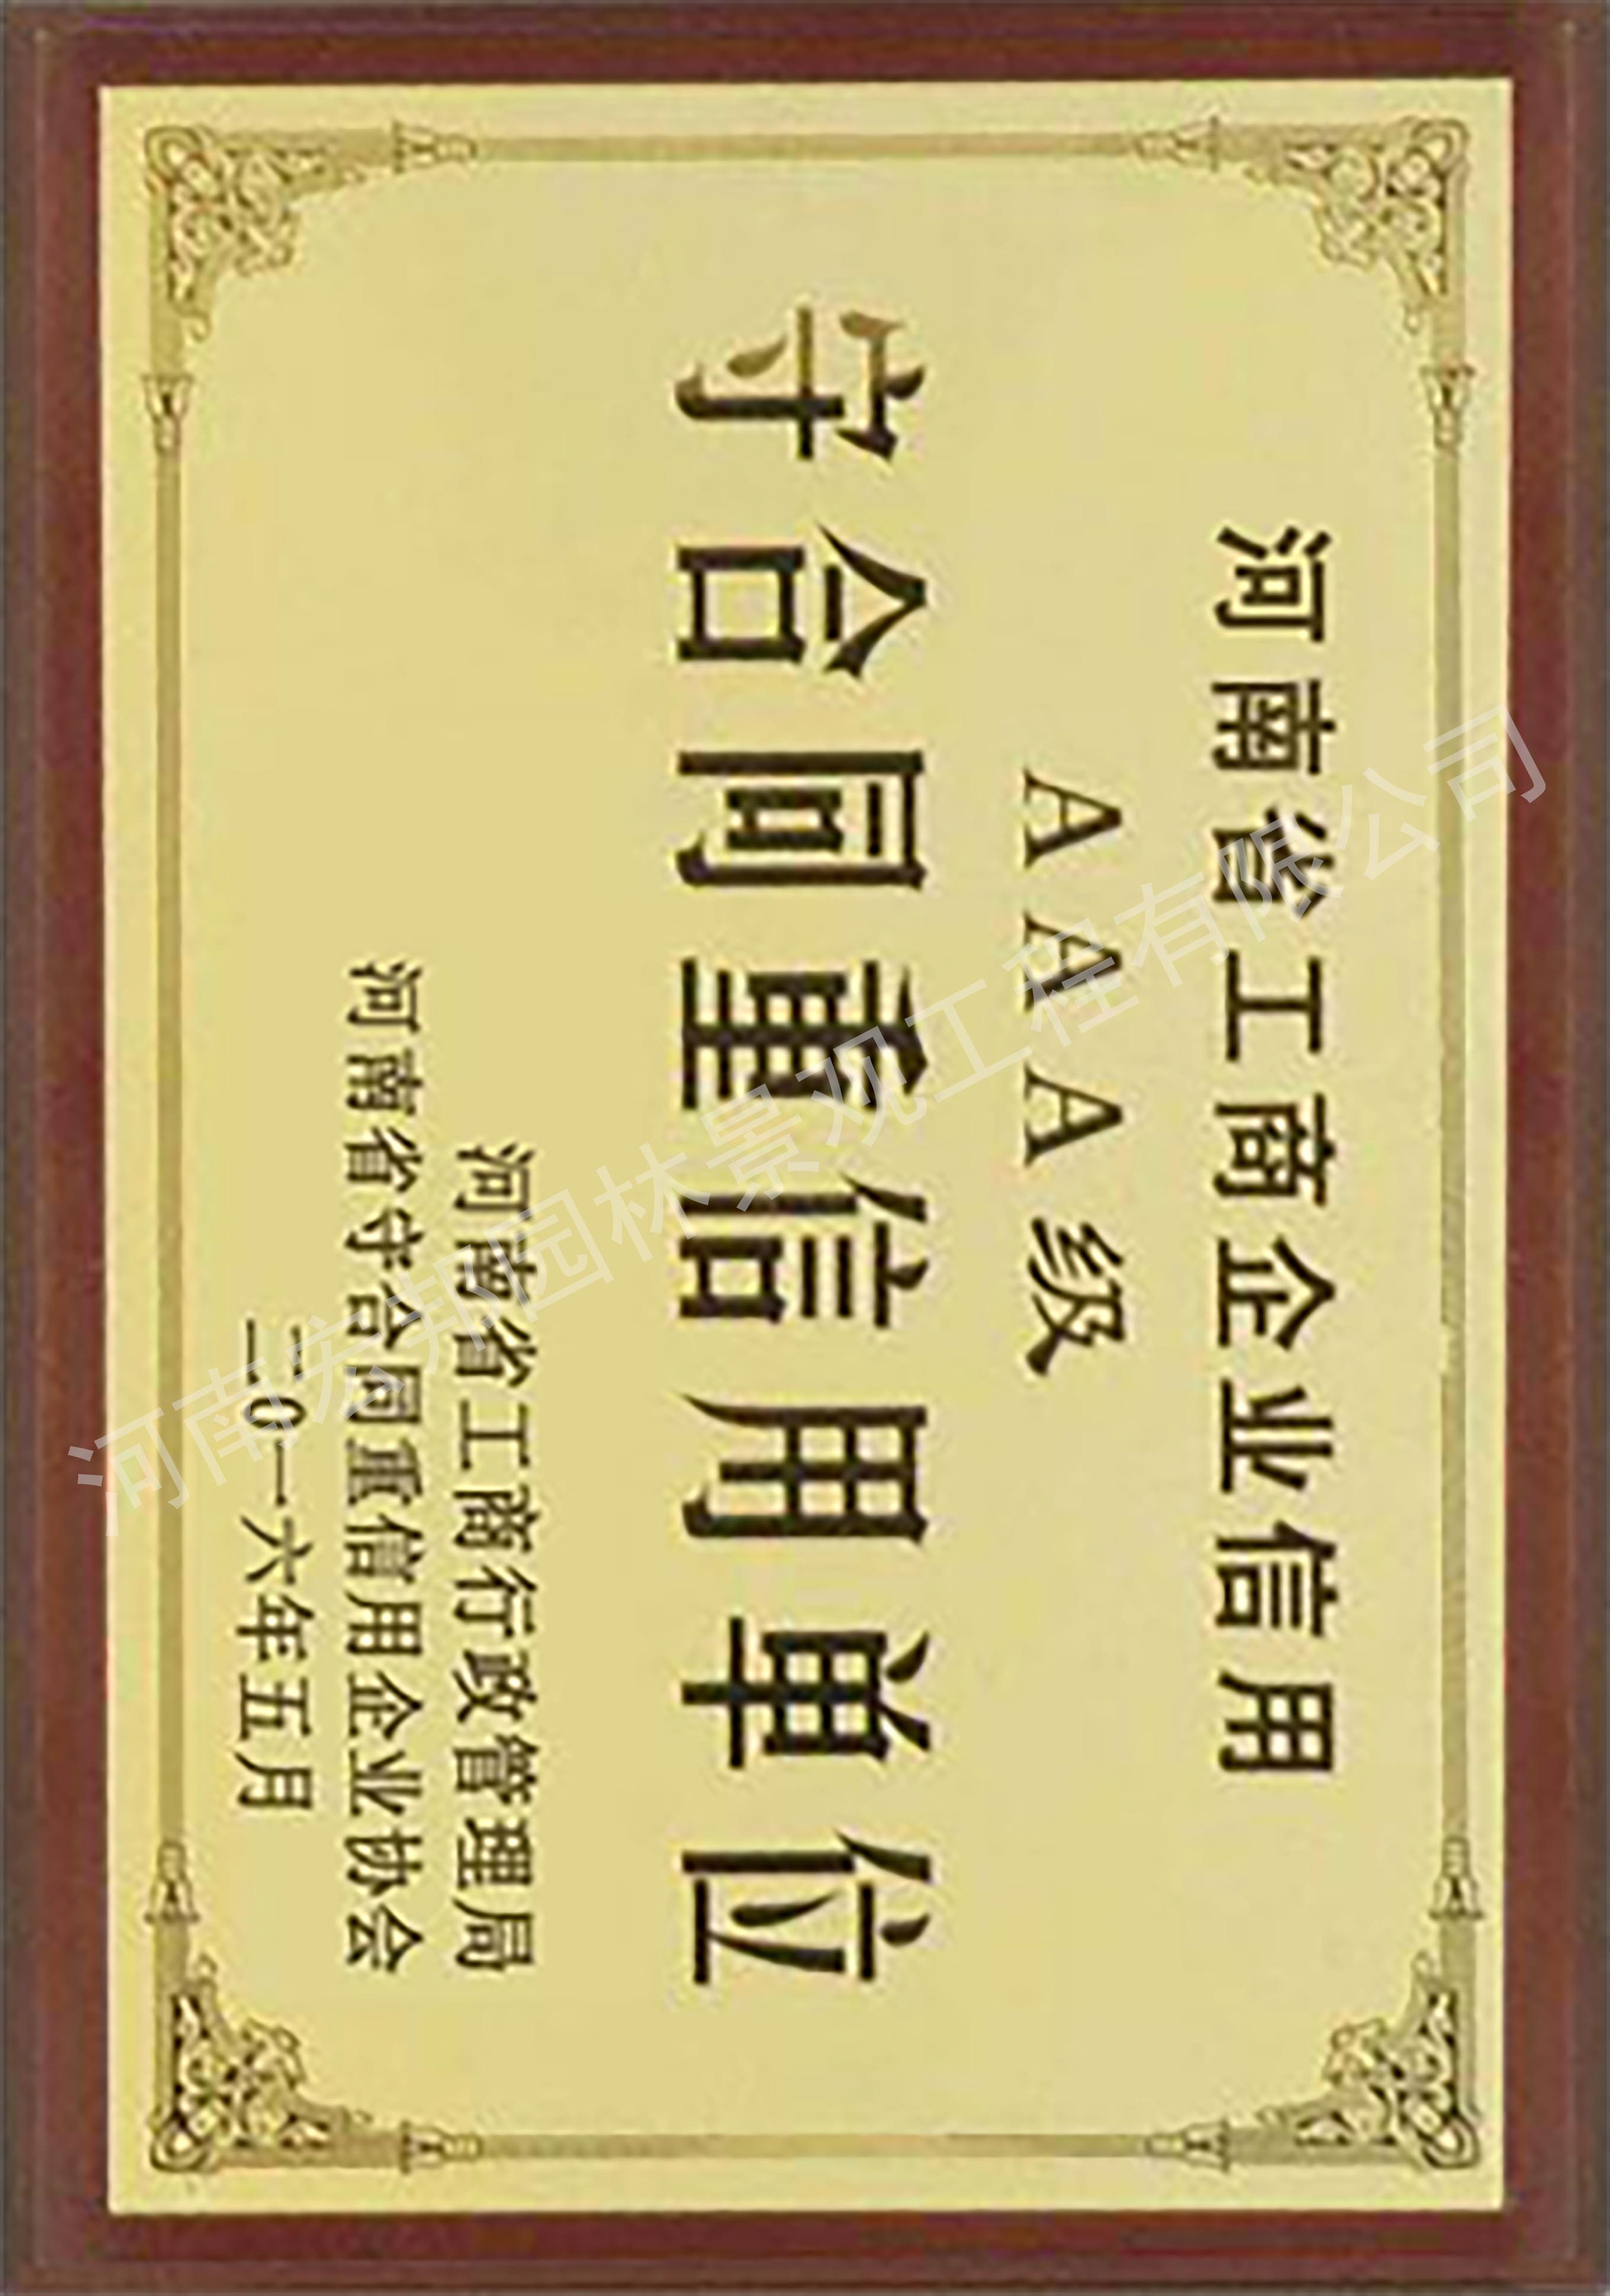 河南省工商企业信用
AAA级
守合同重信用单位
河南省工商行政管理局
河南省守合同重信用企业协会
二0一六年五月
河南宏邦园林景观工程有限公司